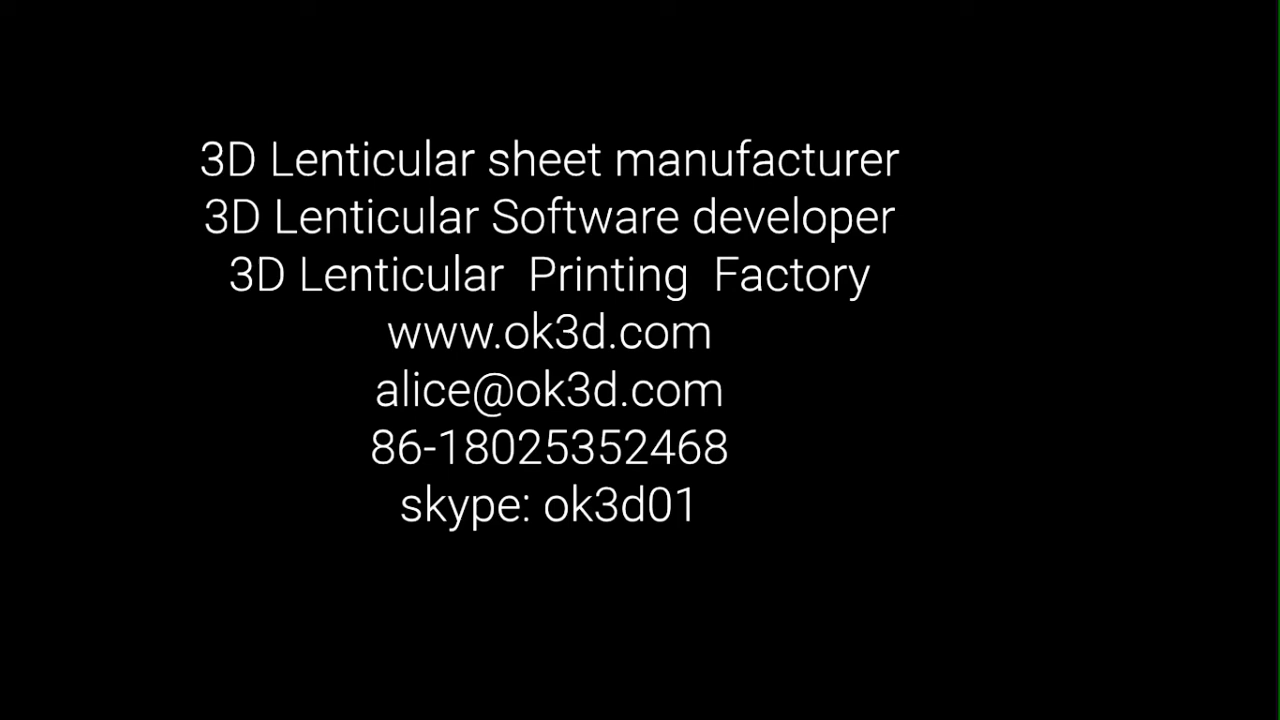 3D Lenticular sheet manufacturer
3D Lenticular Software developer
3D Lenticular  Printing  Factory
www.ok3d.com
alice@ok3d.com
86-18025352468
skype: ok3d01